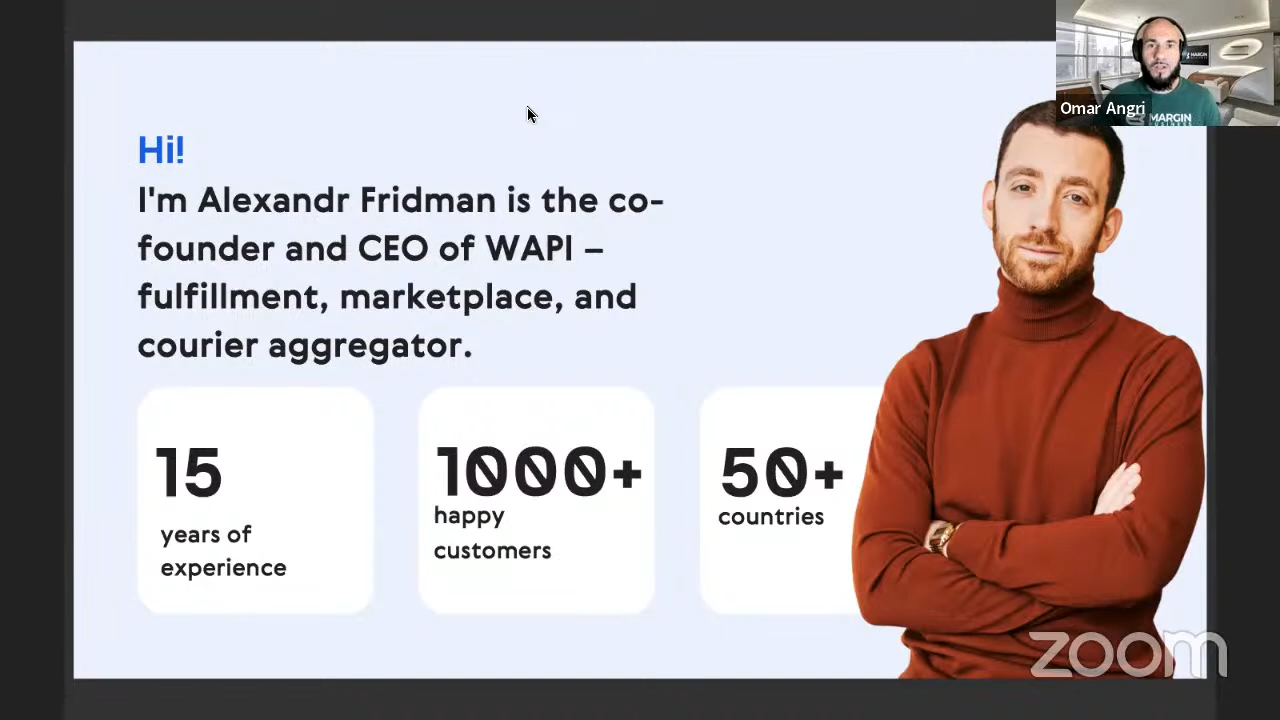 Hi!
I'm Alexandr Fridman is the co-
founder and CEO of WAPI –
fulfillment, marketplace, and
courier aggregator.
15
years of
experience
1000+
happy
customers
50+
countries
Omar Angri
MARGIN
zoom